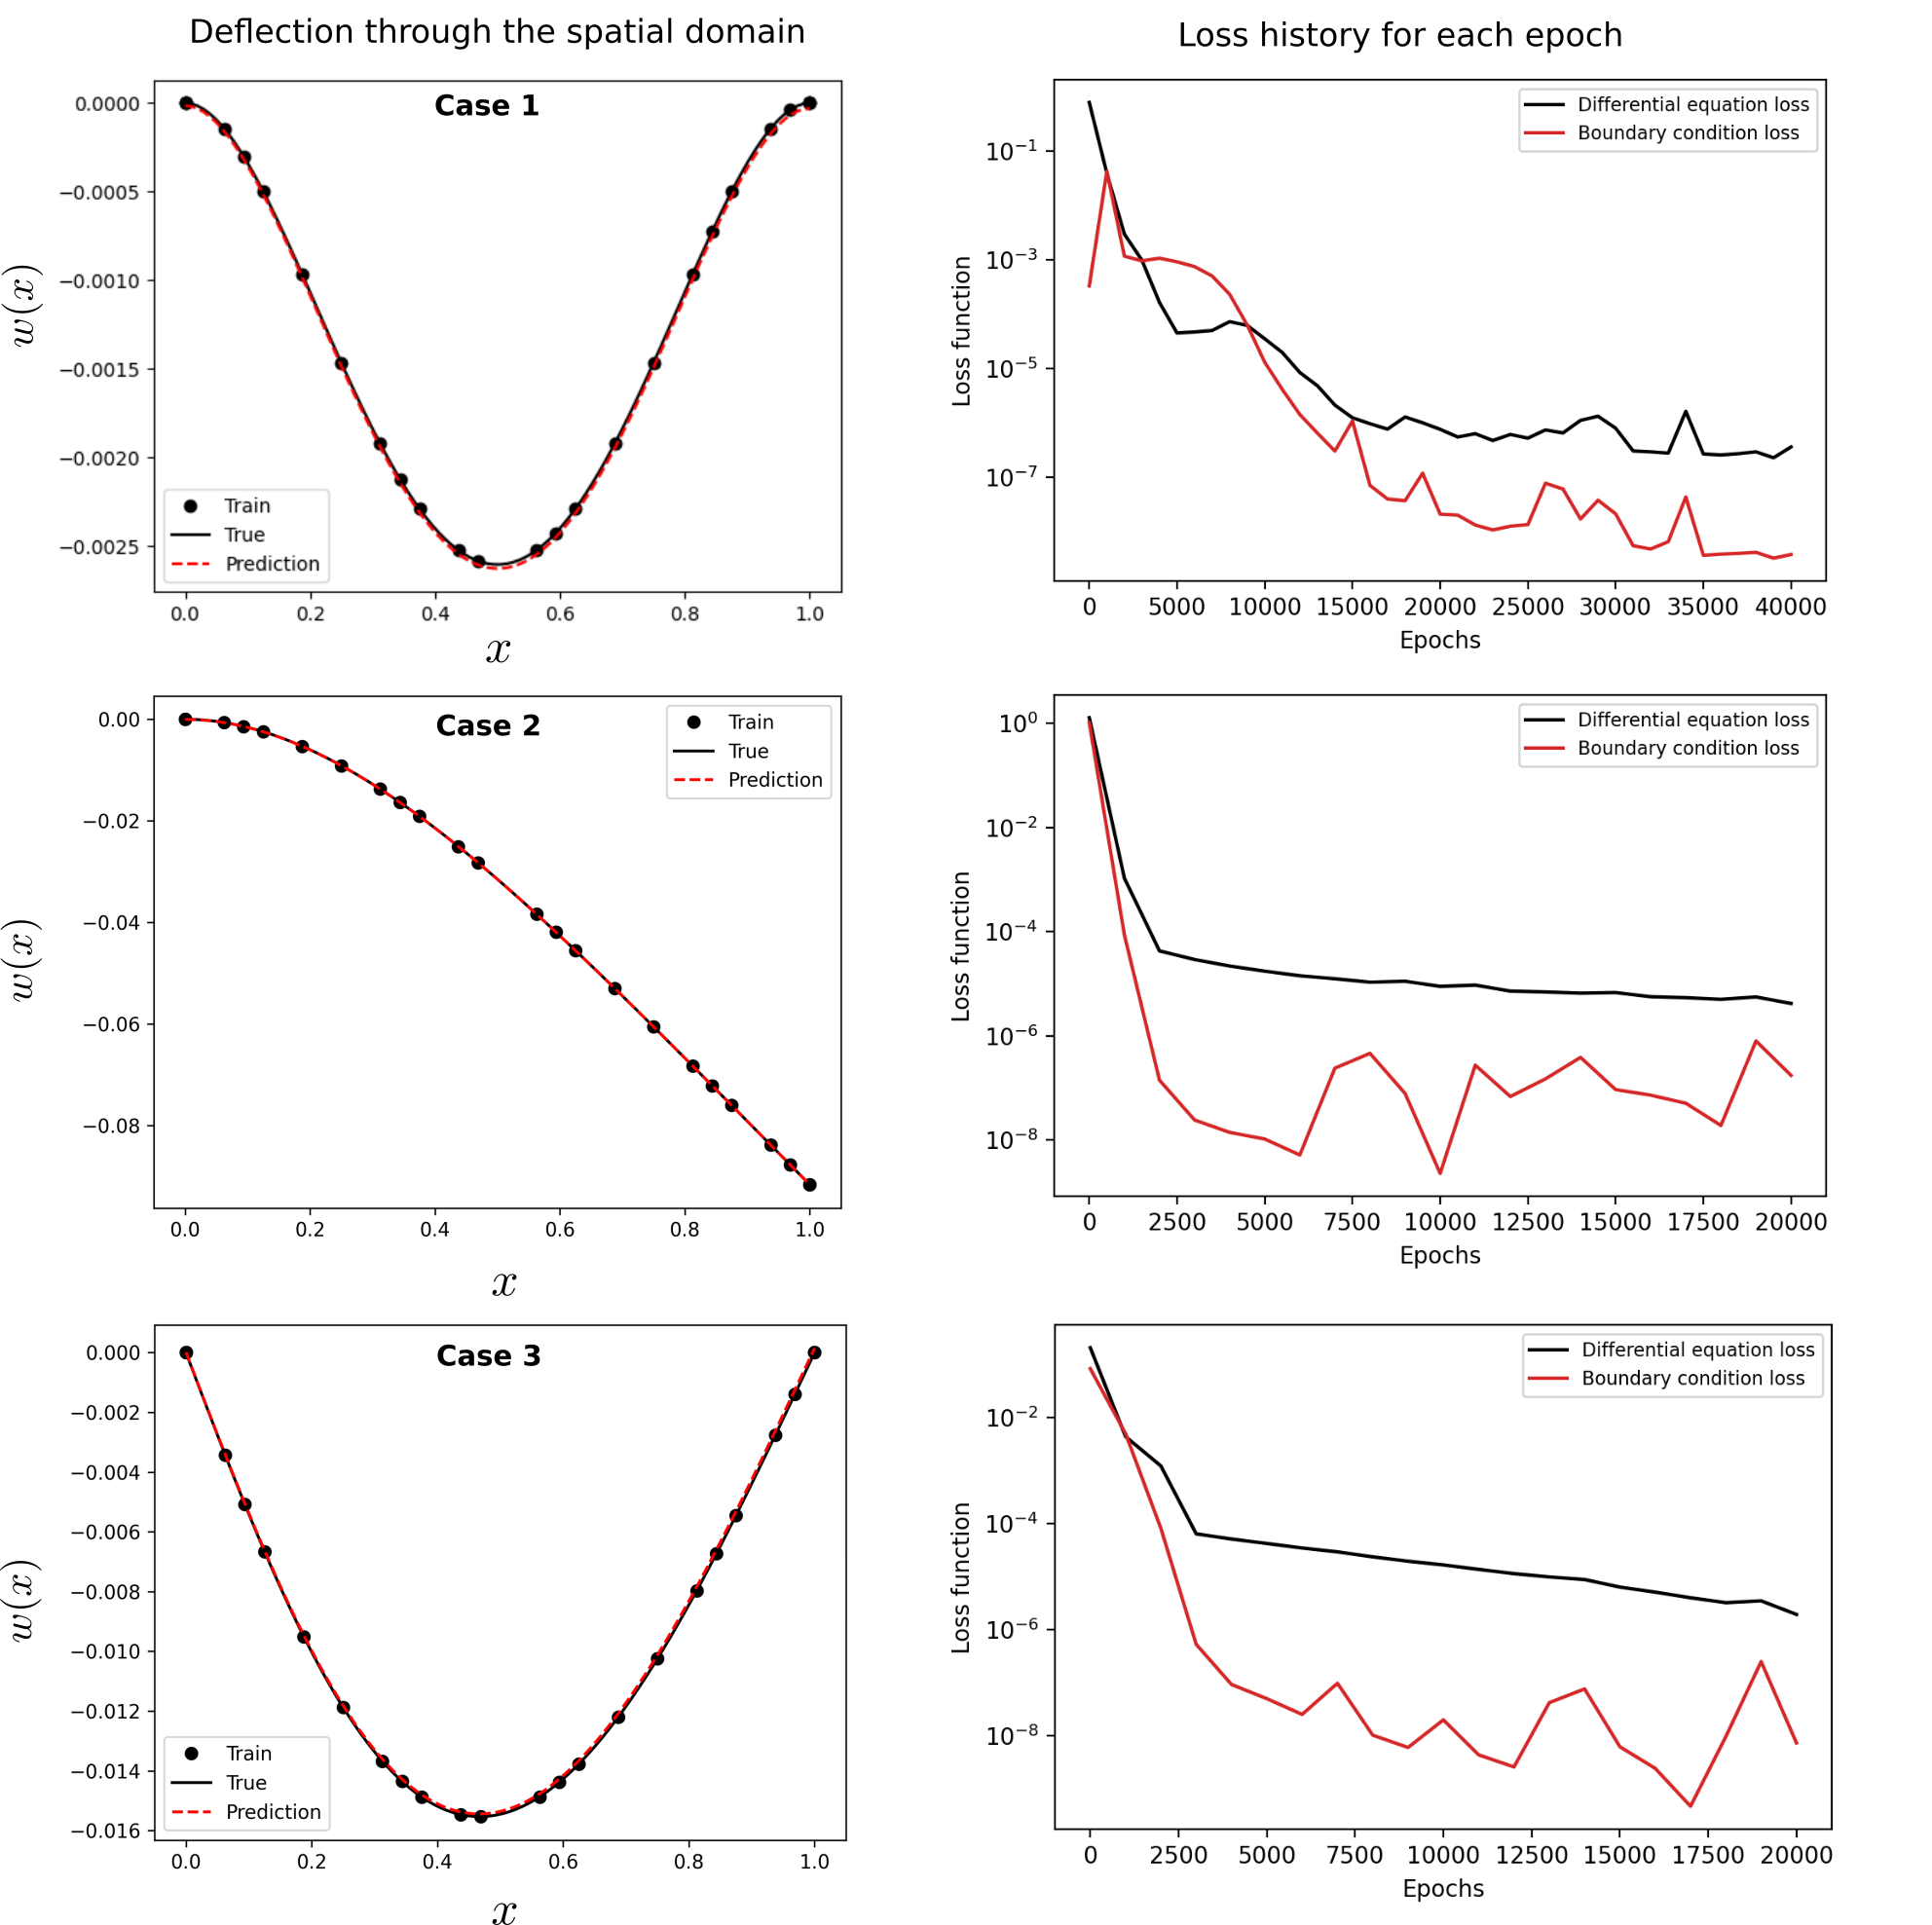 Deflection through the spatial domain
Loss history for each epoch
Case 1
w(x)
0.0000
−0.0005
−0.0010
−0.0015
−0.0020
−0.0025
Train
True
Prediction
0.0 0.2 0.4 0.6 0.8 1.0
x
Differential equation loss
Boundary condition loss
Loss function
10⁻¹
10⁻³
10⁻⁵
10⁻⁷
0 5000 10000 15000 20000 25000 30000 35000 40000
Epochs
Case 2
w(x)
0.00
−0.02
−0.04
−0.06
−0.08
Train
True
Prediction
0.0 0.2 0.4 0.6 0.8 1.0
x
Differential equation loss
Boundary condition loss
Loss function
10⁰
10⁻²
10⁻⁴
10⁻⁶
10⁻⁸
0 2500 5000 7500 10000 12500 15000 17500 20000
Epochs
Case 3
w(x)
0.000
−0.002
−0.004
−0.006
−0.008
−0.010
−0.012
−0.014
−0.016
Train
True
Prediction
0.0 0.2 0.4 0.6 0.8 1.0
x
Differential equation loss
Boundary condition loss
Loss function
10⁻²
10⁻⁴
10⁻⁶
10⁻⁸
0 2500 5000 7500 10000 12500 15000 17500 20000
Epochs